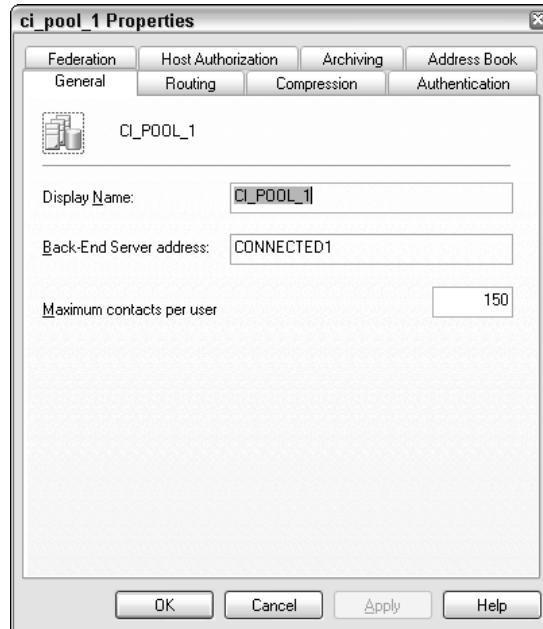 ci_pool_1 Properties
Federation Host Authorization Archiving Address Book
General Routing Compression Authentication
CI_POOL_1
Display Name: CI_POOL_1
Back-End Server address: CONNECTED1
Maximum contacts per user 150
OK Cancel Apply Help